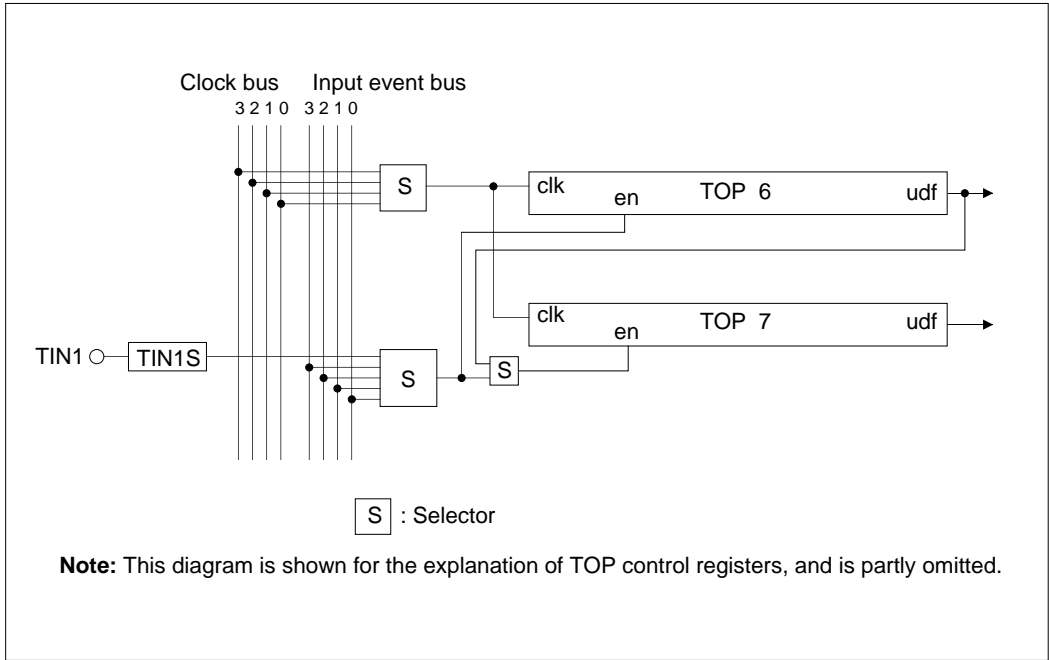 Clock bus Input event bus
3 2 1 0 3 2 1 0
S clk en TOP 6 udf
clk en TOP 7 udf
TIN1 TIN1S S S
S : Selector
Note: This diagram is shown for the explanation of TOP control registers, and is partly omitted.